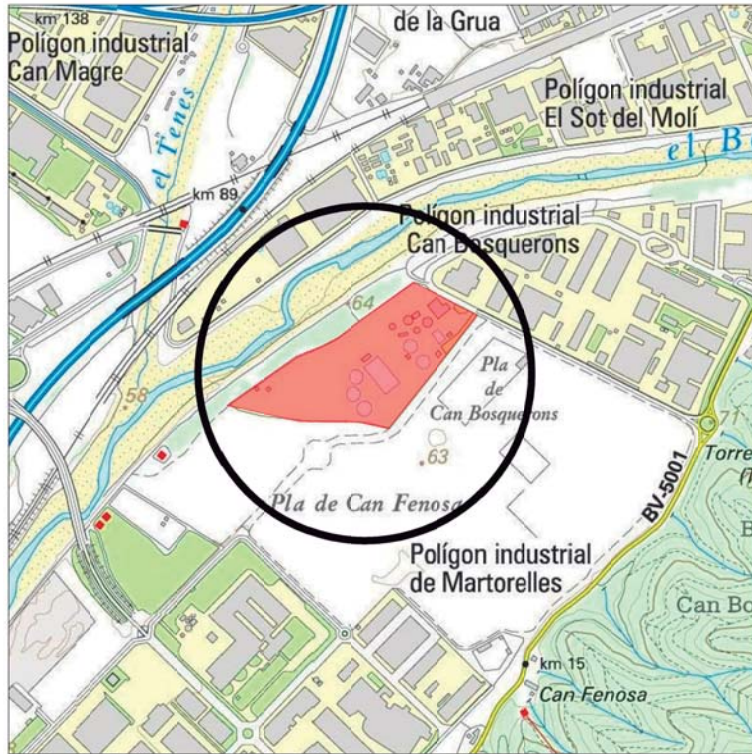 km 138
de la Grua
Polígon industrial
Can Magre
Polígon industrial
El Sot del Molí
el Tenes
el B
km 89
Polígon industrial
Can Bosquerons
64
Pla
de
Can Bosquerons
58
71
63
Torre
BV-5001
Pla de Can Fenosa
Polígon industrial
de Martorelles
Can Bo
km 15
Can Fenosa